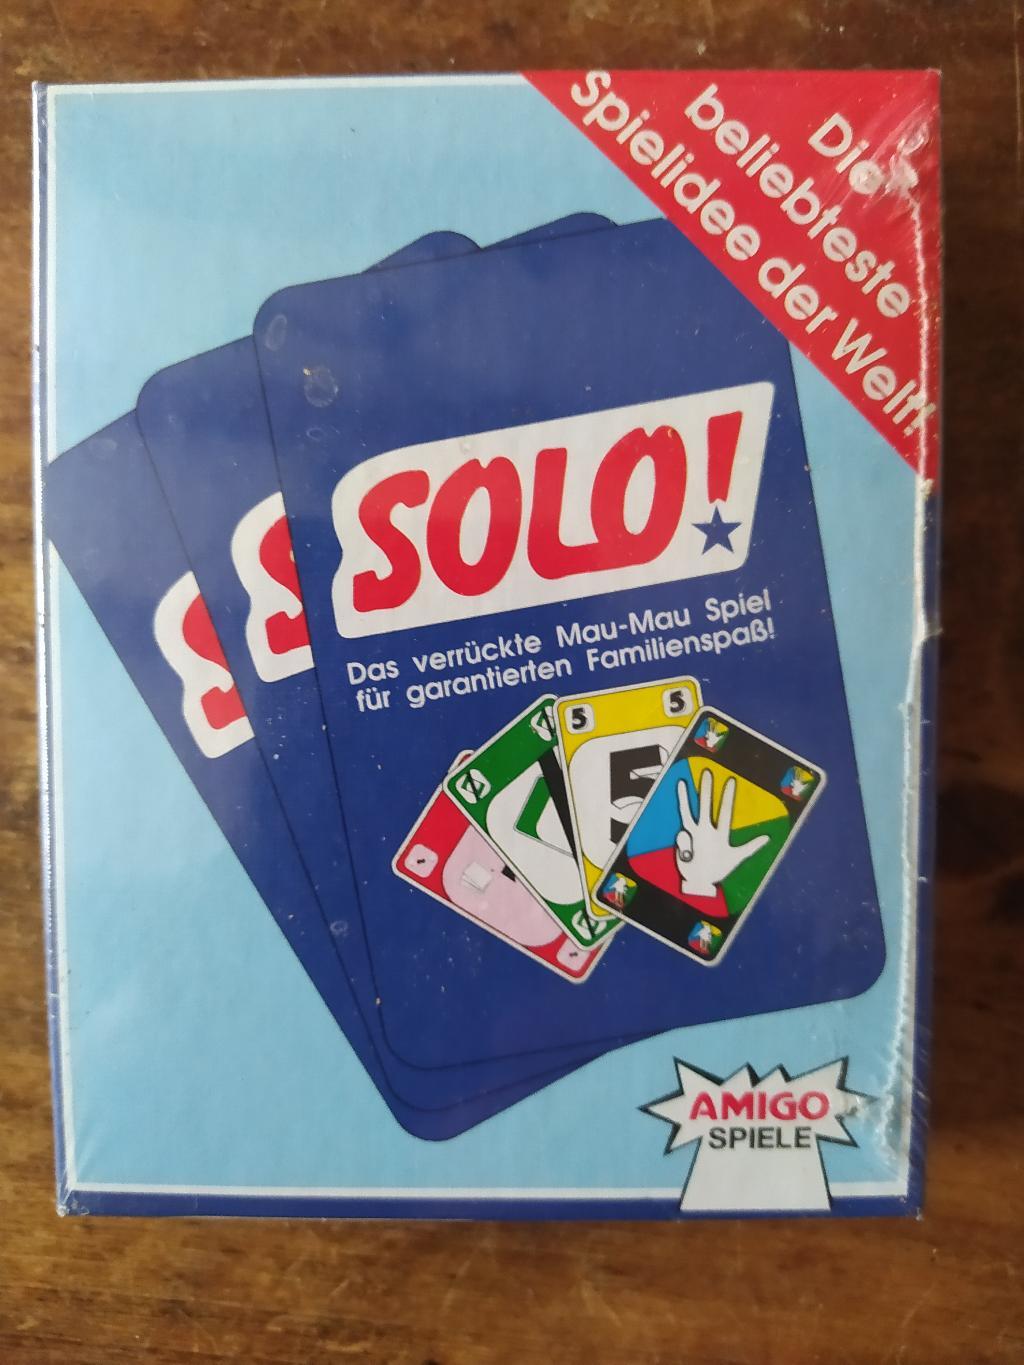 Die
beliebteste
Spielidee der Welt!
SOLO!
Das verrückte Mau-Mau Spiel
für garantierten Familienspaß!
5
5
5
AMIGO
SPIELE